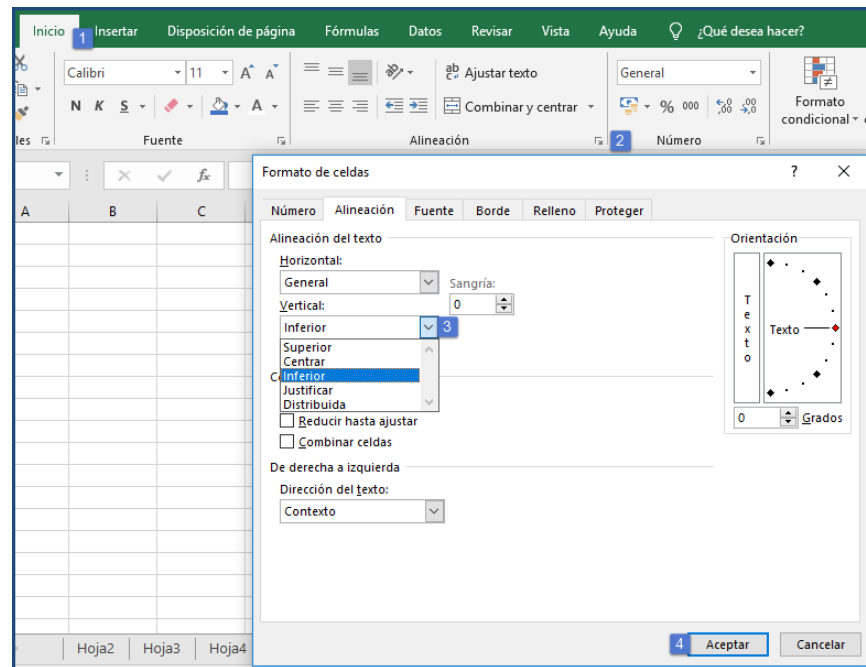 Inicio 1 Insertar Disposición de página Fórmulas Datos Revisar Vista Ayuda ¿Qué desea hacer?
Calibri 11 A A ab Ajustar texto General
N K S A Combinar y centrar % 000 Formato
condicional
les Fuente Alineación 2 Número
fx
Formato de celdas ? X
A B C
Número Alineación Fuente Borde Relleno Proteger
Alineación del texto
Horizontal:
General
Sangría:
0
Vertical:
Inferior 3
Superior
Centrar
Inferior
Justificar
Distribuida
Reducir hasta ajustar
Combinar celdas
De derecha a izquierda
Dirección del texto:
Contexto
Orientación
Texto
Texto
0 Grados
Hoja2 Hoja3 Hoja4
4 Aceptar Cancelar